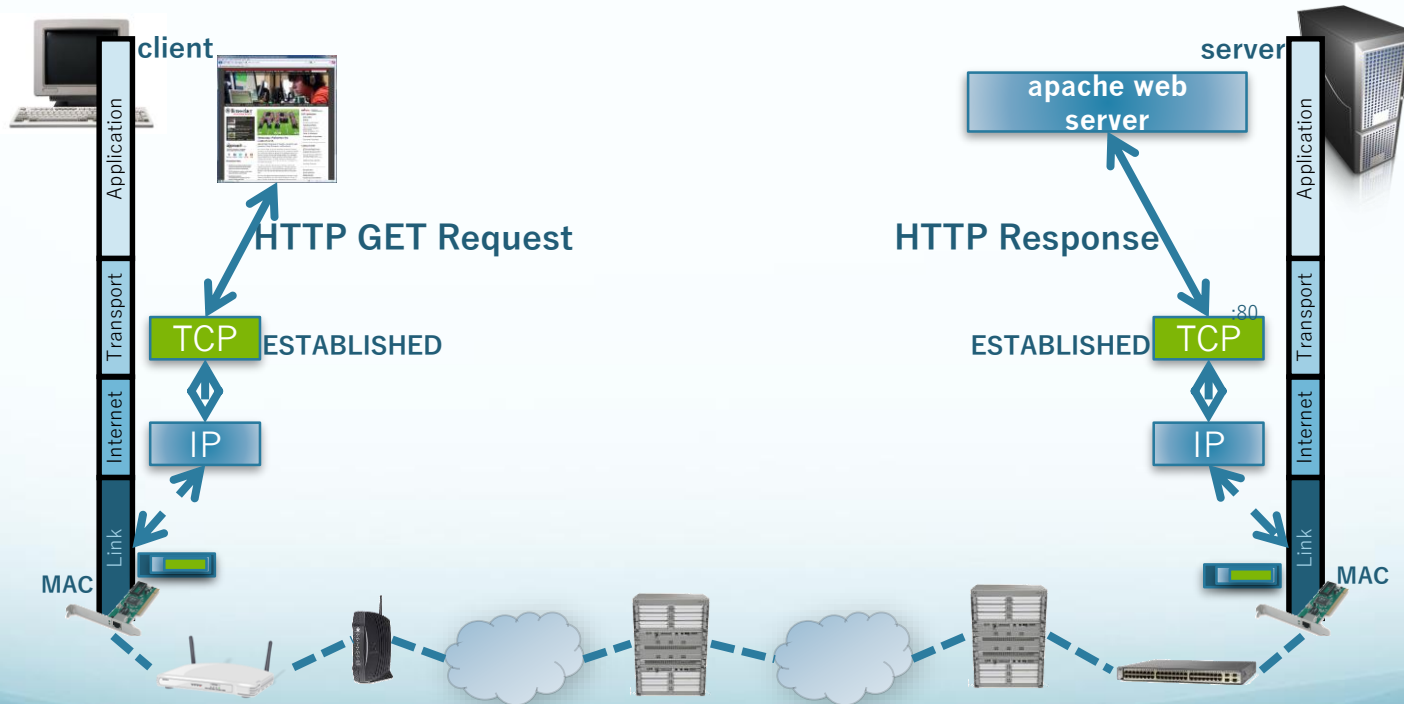 client
server
apache web
server
Application
Application
HTTP GET Request
HTTP Response
Transport
Transport
:80
TCP
ESTABLISHED
ESTABLISHED
TCP
Internet
Internet
IP
IP
Link
Link
MAC
MAC